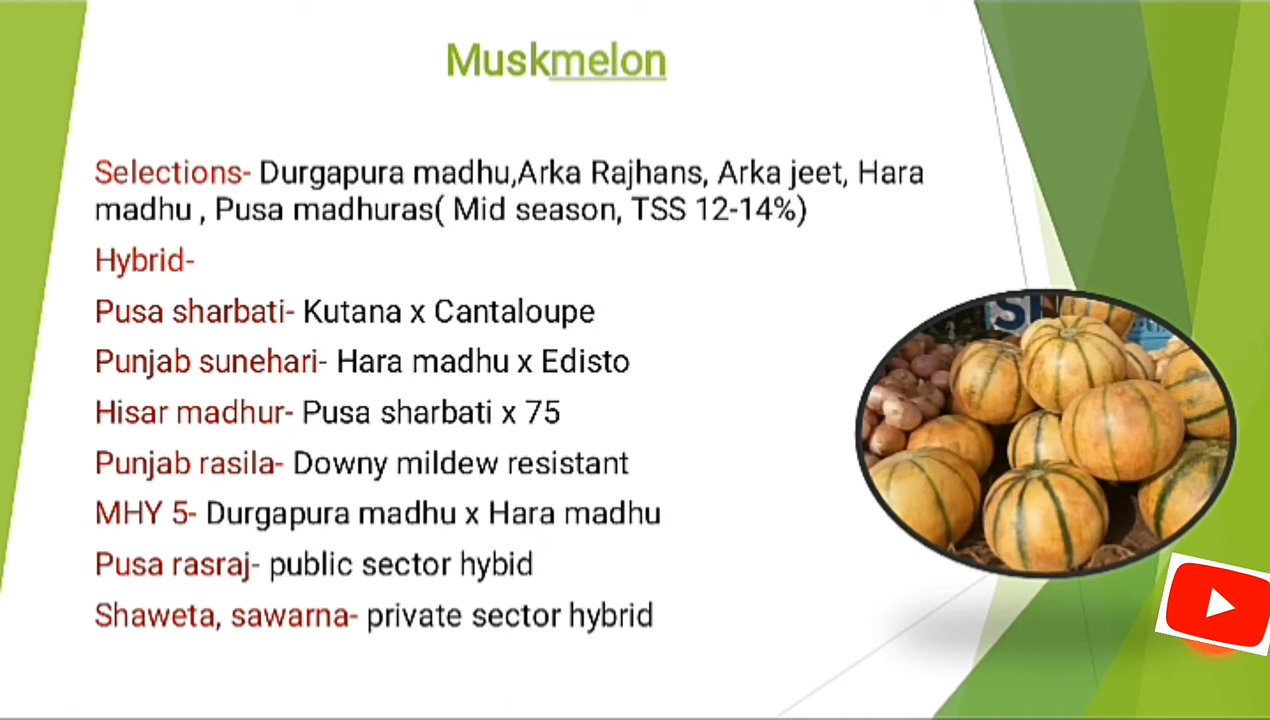 Muskmelon
Selections- Durgapura madhu,Arka Rajhans, Arka jeet, Hara
madhu , Pusa madhuras( Mid season, TSS 12-14%)
Hybrid-
Pusa sharbati- Kutana x Cantaloupe
Punjab sunehari- Hara madhu x Edisto
Hisar madhur- Pusa sharbati x 75
Punjab rasila- Downy mildew resistant
MHY 5- Durgapura madhu x Hara madhu
Pusa rasraj- public sector hybid
Shaweta, sawarna- private sector hybrid